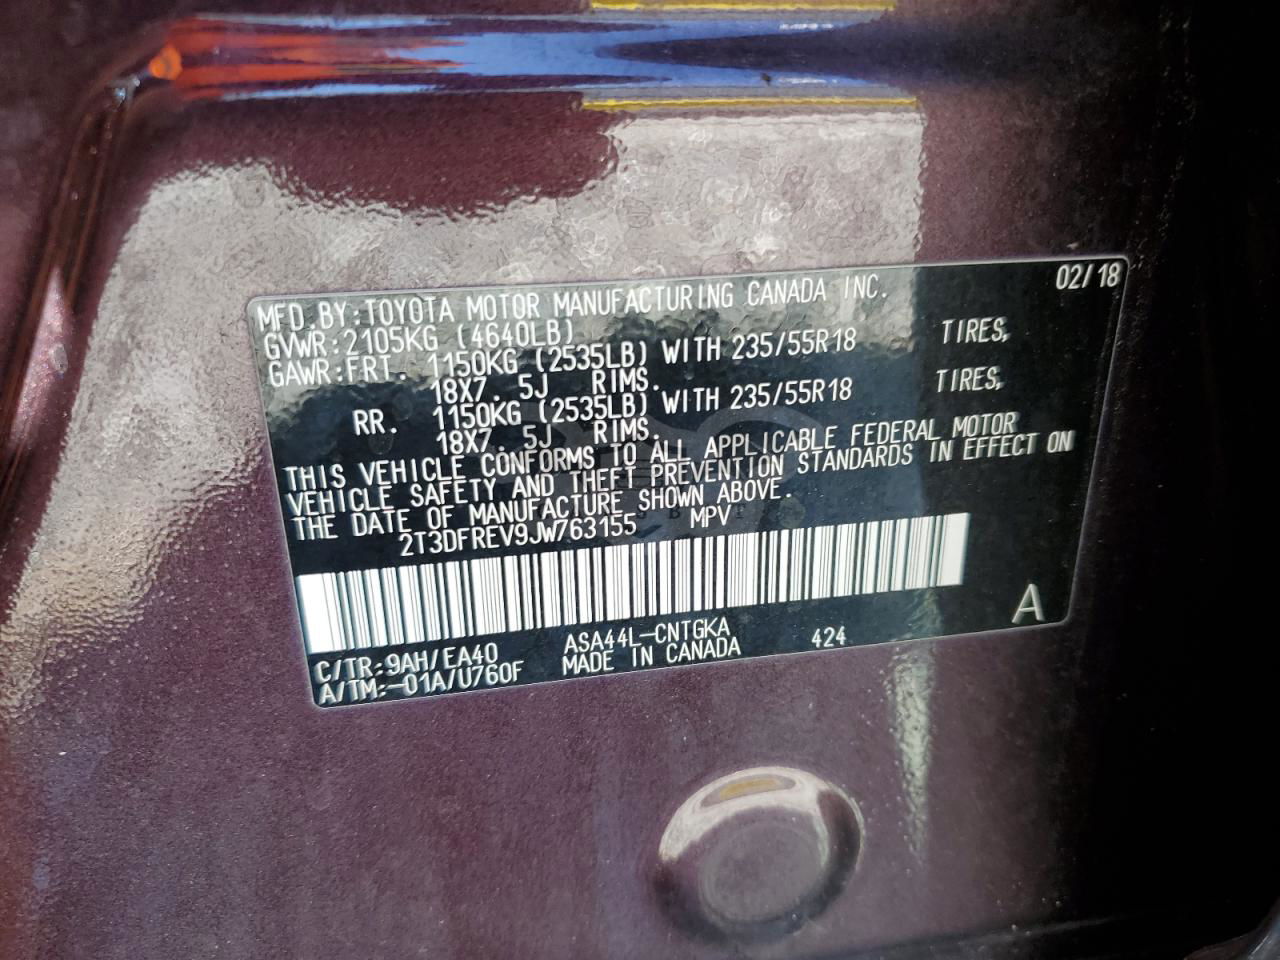 02/18
MFD. BY:TOYOTA MOTOR MANUFACTURING CANADA INC.
GVWR:2105KG (4640LB)
GAWR:FRT. 1150KG (2535LB) WITH 235/55R18 TIRES,
18X7. 5J RIMS.
RR. 1150KG (2535LB) WITH 235/55R18 TIRES,
18X7. 5J RIMS.
THIS VEHICLE CONFORMS TO ALL APPLICABLE FEDERAL MOTOR
VEHICLE SAFETY AND THEFT PREVENTION STANDARDS IN EFFECT ON
THE DATE OF MANUFACTURE SHOWN ABOVE.
2T3DFREV9JW763155 MPV
A
C/TR:9AH/EA40 ASA44L-CNTGKA 424
A/TM:-01A/U760F MADE IN CANADA